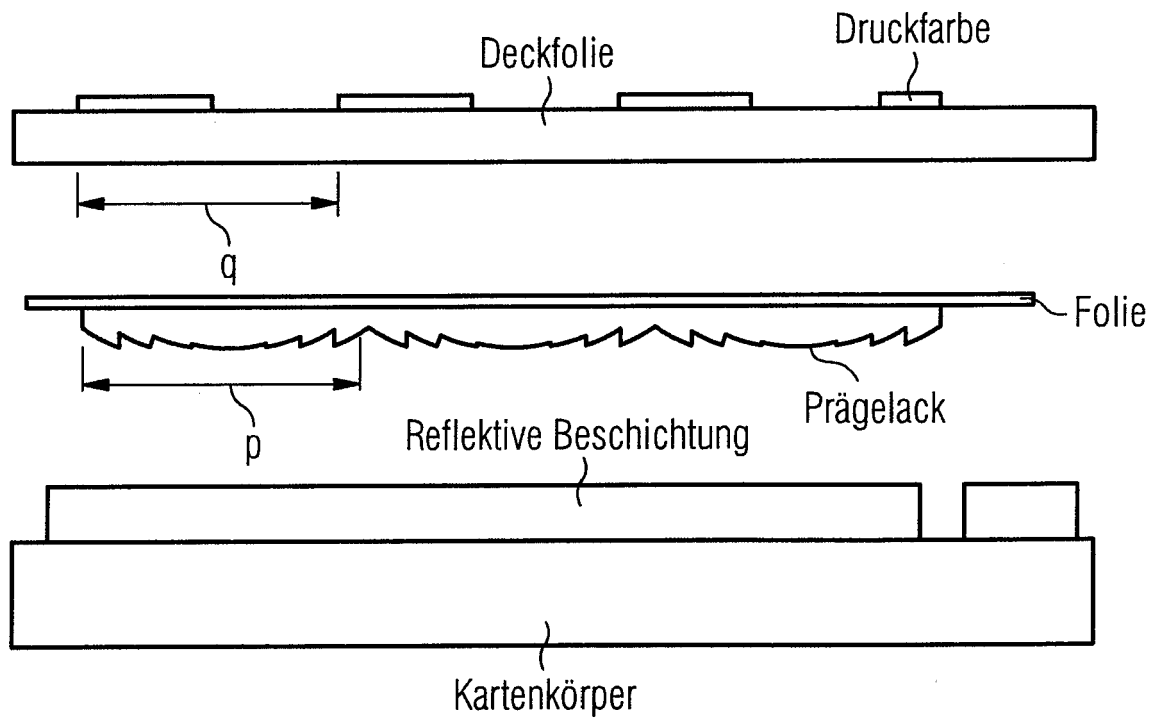 Druckfarbe
Deckfolie
q
Folie
Prägelack
p
Reflektive Beschichtung
Kartenkörper